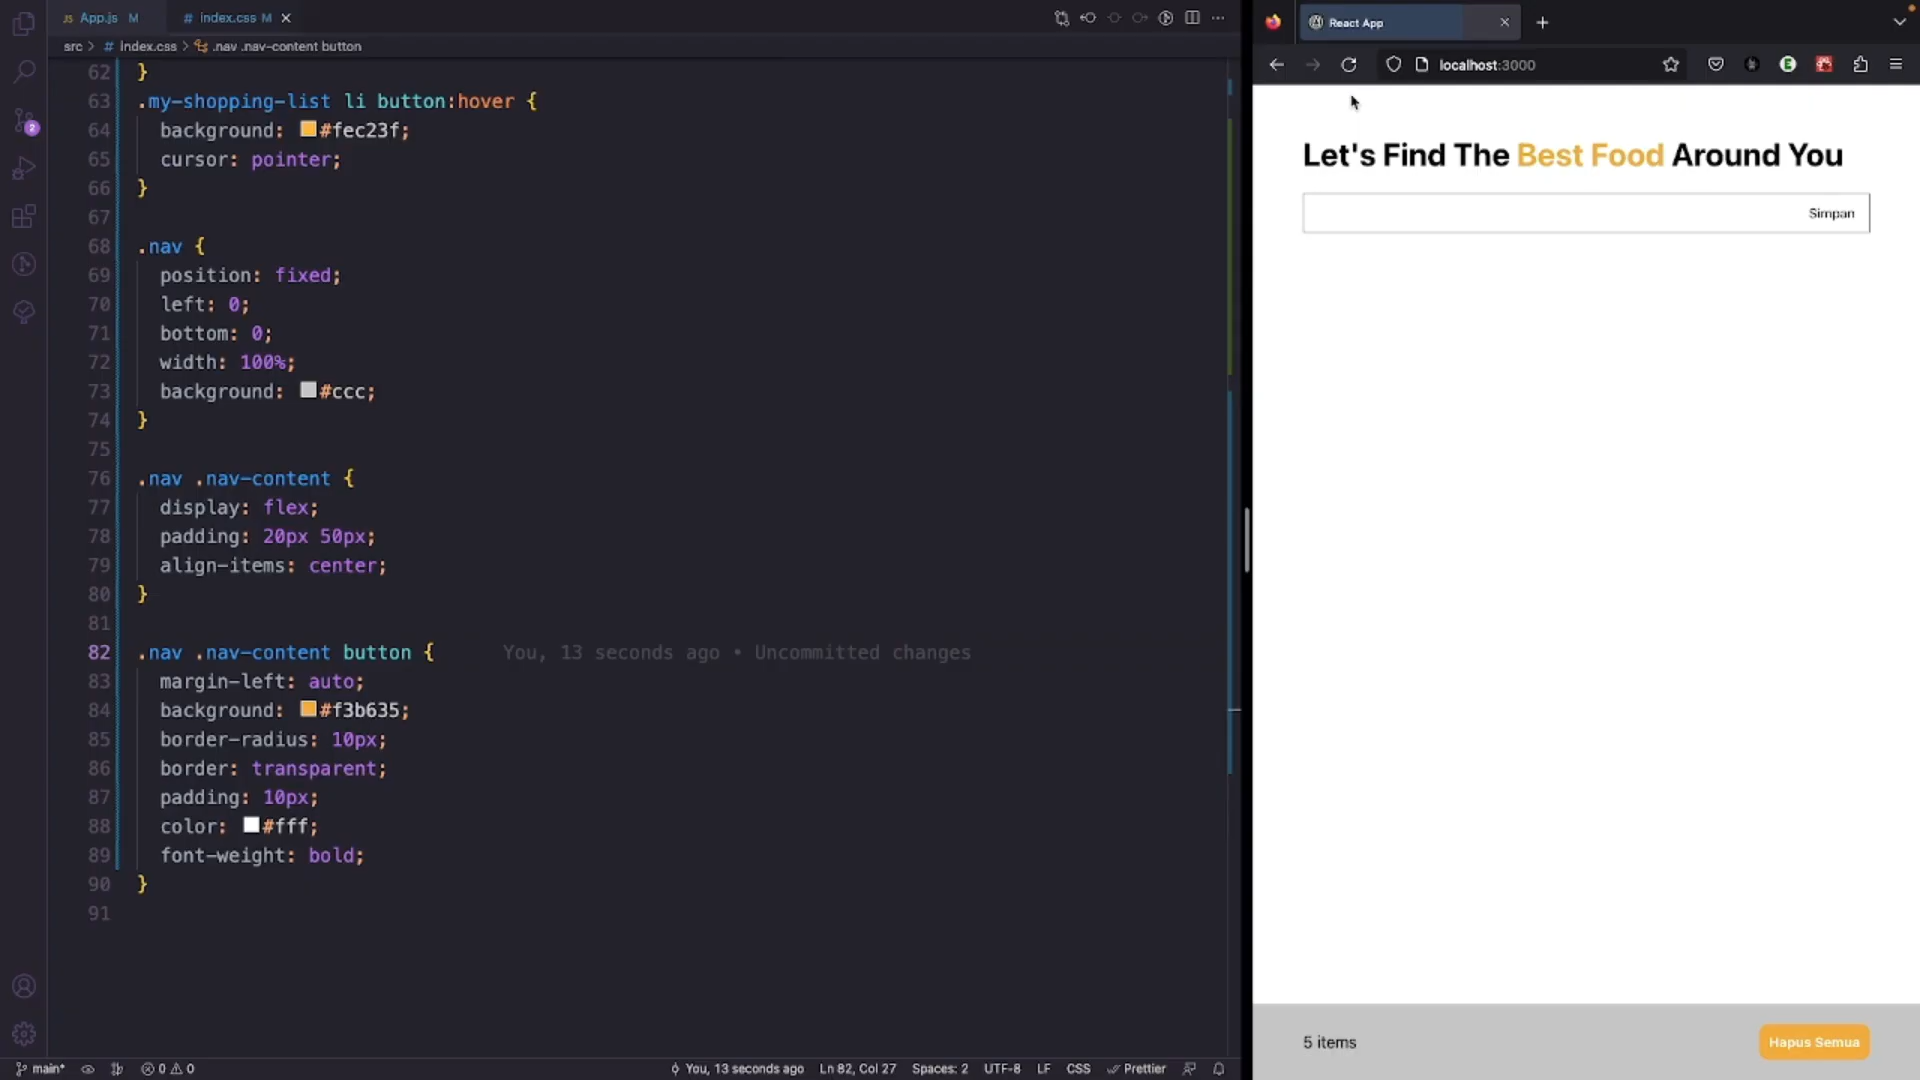 App.js M
index.css M
src > index.css > .nav .nav-content button
62 }
63 .my-shopping-list li button:hover {
64 background: #fec23f;
65 cursor: pointer;
66 }
67
68 .nav {
69 position: fixed;
70 left: 0;
71 bottom: 0;
72 width: 100%;
73 background: #ccc;
74 }
75
76 .nav .nav-content {
77 display: flex;
78 padding: 20px 50px;
79 align-items: center;
80 }
81
82 .nav .nav-content button { You, 13 seconds ago • Uncommitted changes
83 margin-left: auto;
84 background: #f3b635;
85 border-radius: 10px;
86 border: transparent;
87 padding: 10px;
88 color: #fff;
89 font-weight: bold;
90 }
91
2
main* 0 0 You, 13 seconds ago Ln 82, Col 27 Spaces: 2 UTF-8 LF CSS Prettier
React App
localhost:3000
Let's Find The Best Food Around You
Simpan
5 items
Hapus Semua